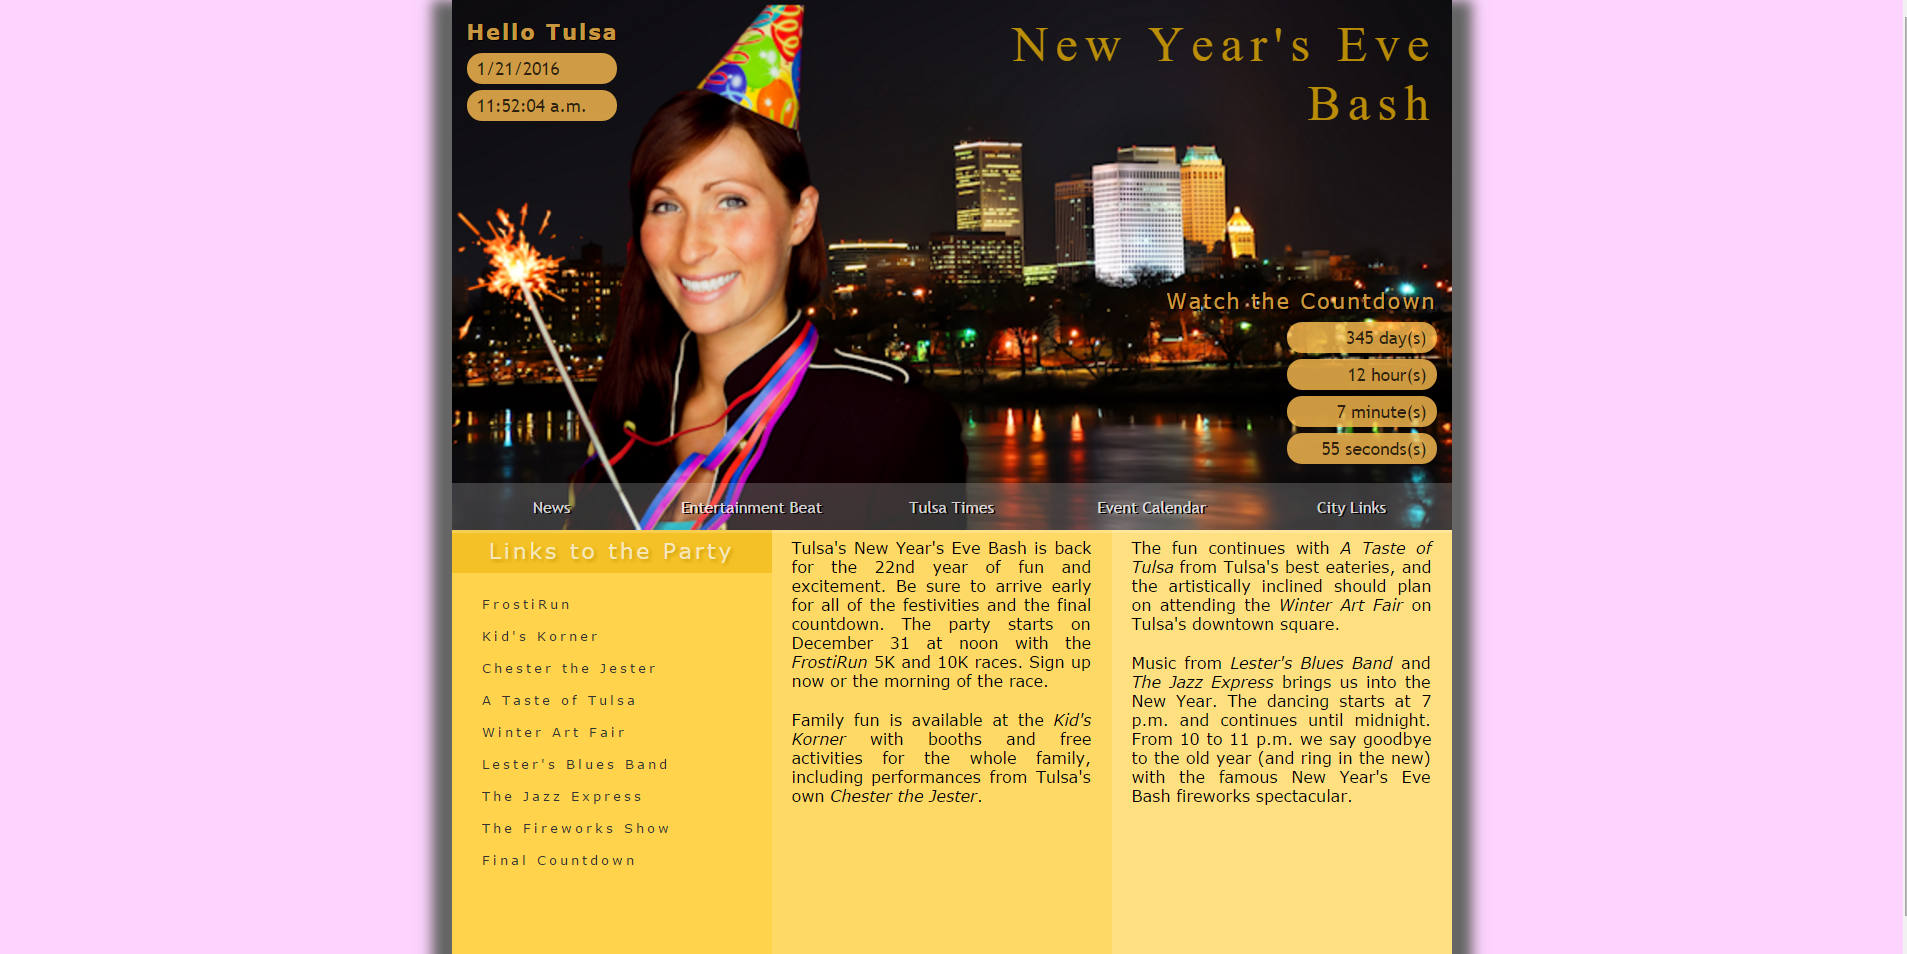 Hello Tulsa
1/21/2016
11:52:04 a.m.
New Year's Eve
Bash
Watch the Countdown
345 day(s)
12 hour(s)
7 minute(s)
55 seconds(s)
News Entertainment Beat Tulsa Times Event Calendar City Links
Links to the Party
FrostiRun
Kid's Korner
Chester the Jester
A Taste of Tulsa
Winter Art Fair
Lester's Blues Band
The Jazz Express
The Fireworks Show
Final Countdown
Tulsa's New Year's Eve Bash is back
for the 22nd year of fun and
excitement. Be sure to arrive early
for all of the festivities and the final
countdown. The party starts on
December 31 at noon with the
FrostiRun 5K and 10K races. Sign up
now or the morning of the race.
Family fun is available at the Kid's
Korner with booths and free
activities for the whole family,
including performances from Tulsa's
own Chester the Jester.
The fun continues with A Taste of
Tulsa from Tulsa's best eateries, and
the artistically inclined should plan
on attending the Winter Art Fair on
Tulsa's downtown square.
Music from Lester's Blues Band and
The Jazz Express brings us into the
New Year. The dancing starts at 7
p.m. and continues until midnight.
From 10 to 11 p.m. we say goodbye
to the old year (and ring in the new)
with the famous New Year's Eve
Bash fireworks spectacular.